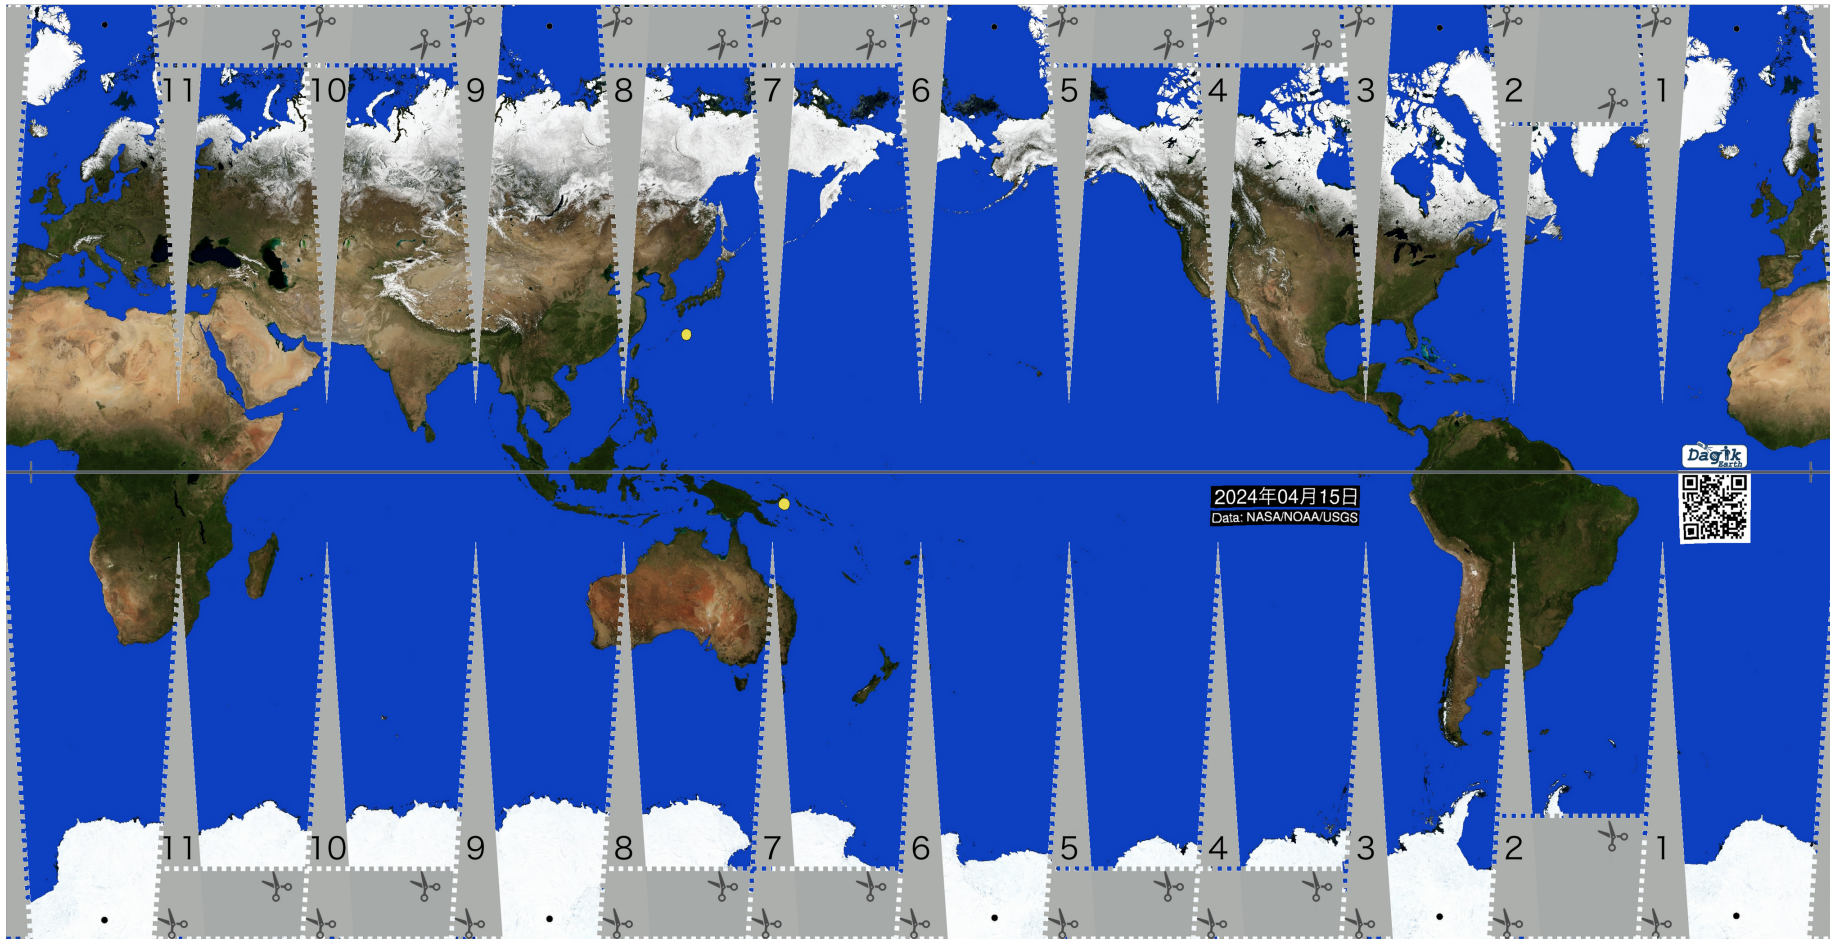 11 10 9 8 7 6 5 4 3 2 1
Dagik
Earth
2024年04月15日
Data: NASA/NOAA/USGS
11 10 9 8 7 6 5 4 3 2 1